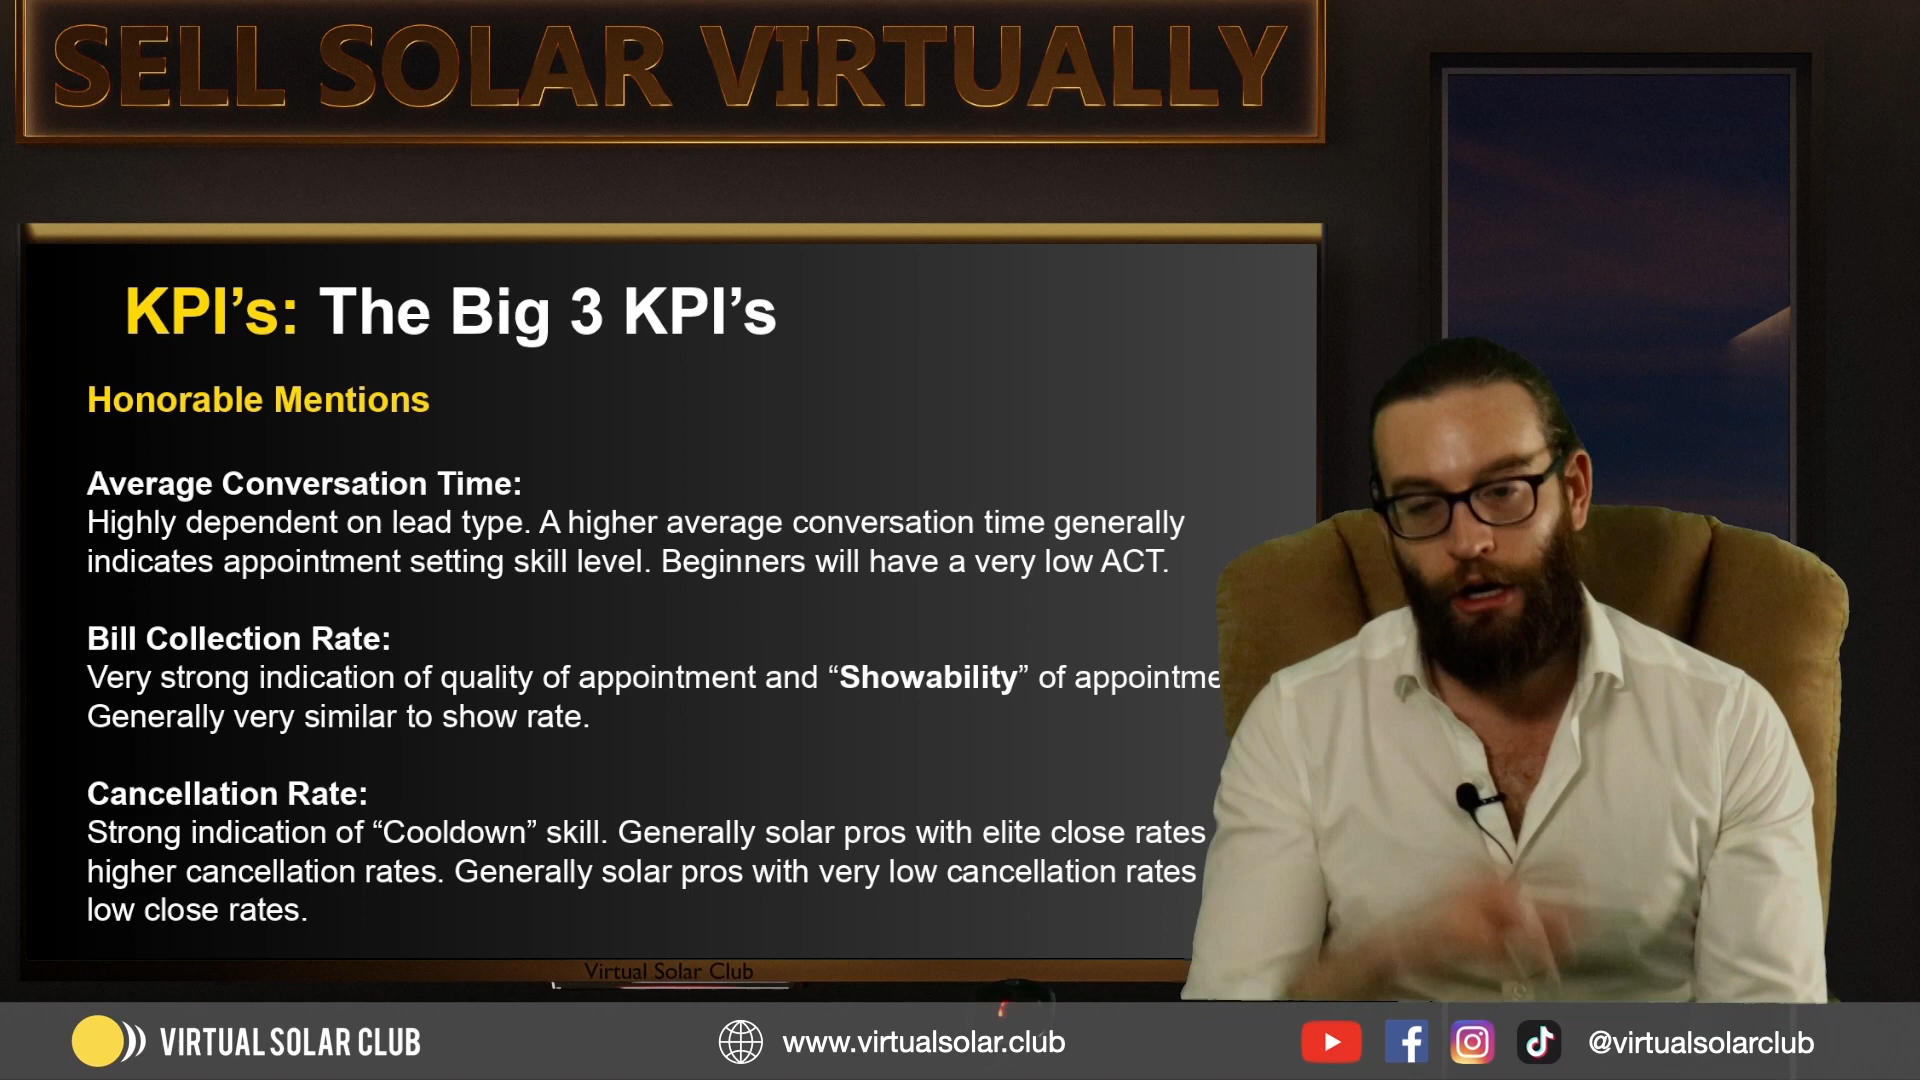 SELL SOLAR VIRTUALLY
KPI’s: The Big 3 KPI’s
Honorable Mentions
Average Conversation Time:
Highly dependent on lead type. A higher average conversation time generally
indicates appointment setting skill level. Beginners will have a very low ACT.
Bill Collection Rate:
Very strong indication of quality of appointment and “Showability” of appointme
Generally very similar to show rate.
Cancellation Rate:
Strong indication of “Cooldown” skill. Generally solar pros with elite close rates
higher cancellation rates. Generally solar pros with very low cancellation rates
low close rates.
Virtual Solar Club
VIRTUAL SOLAR CLUB
www.virtualsolar.club
@virtualsolarclub